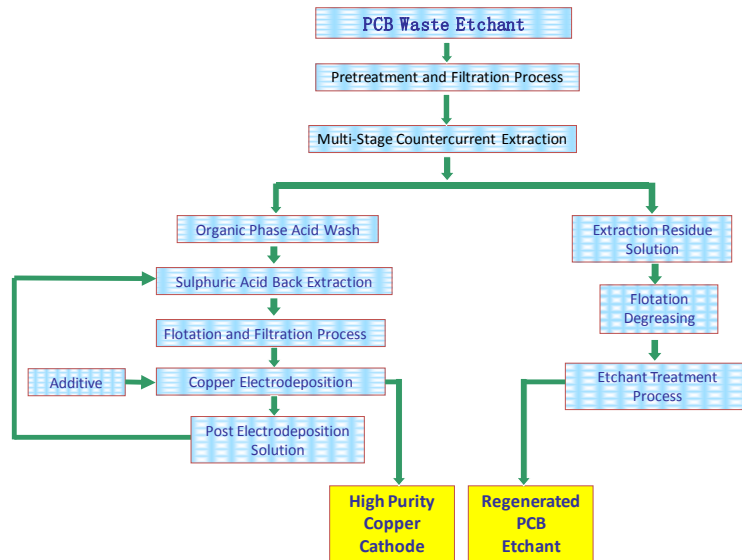 PCB Waste Etchant
Pretreatment and Filtration Process
Multi-Stage Countercurrent Extraction
Organic Phase Acid Wash
Sulphuric Acid Back Extraction
Flotation and Filtration Process
Additive
Copper Electrodeposition
Post Electrodeposition
Solution
Extraction Residue
Solution
Flotation
Degreasing
Etchant Treatment
Process
High Purity
Copper
Cathode
Regenerated
PCB
Etchant